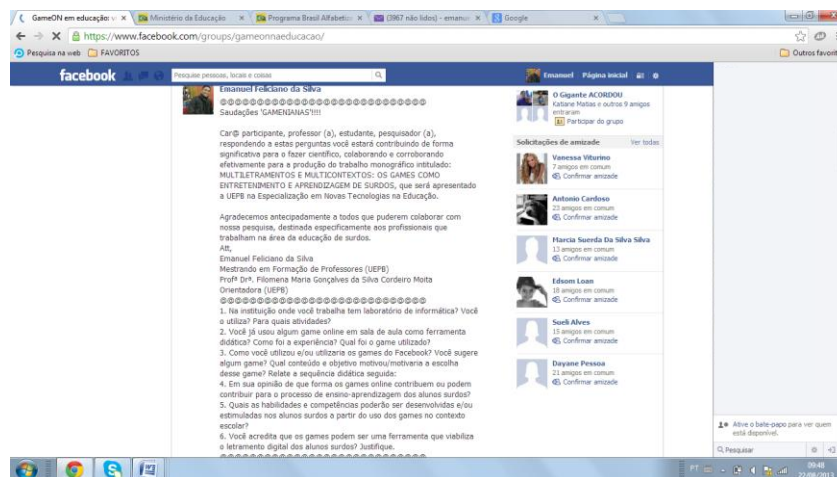 GameON em educação: v
Ministério da Educação
Programa Brasil Alfabetiz
(3967 não lidos) - emanue
Google
https://www.facebook.com/groups/gameonnaeducacao/
Pesquisa na web
FAVORITOS
Outros favorit
facebook
Pesquise pessoas, locais e coisas
Emanuel
Página inicial
Emanuel Feliciano da Silva
@@@@@@@@@@@@@@@@@@@@@@@@@@@@
Saudações 'GAMENIANAS'!!!!
Car@ participante, professor (a), estudante, pesquisador (a),
respondendo a estas perguntas você estará contribuindo de forma
significativa para o fazer científico, colaborando e corroborando
efetivamente para a produção do trabalho monográfico intitulado:
MULTILETRAMENTOS E MULTICONTEXTOS: OS GAMES COMO
ENTRETENIMENTO E APRENDIZAGEM DE SURDOS, que será apresentado
a UEPB na Especialização em Novas Tecnologias na Educação.
Agradecemos antecipadamente a todos que puderem colaborar com
nossa pesquisa, destinada especificamente aos profissionais que
trabalham na área da educação de surdos.
Att,
Emanuel Feliciano da Silva
Mestrando em Formação de Professores (UEPB)
Profª Drª. Filomena Maria Gonçalves da Silva Cordeiro Moita
Orientadora (UEPB)
@@@@@@@@@@@@@@@@@@@@@@@@@@@@
1. Na instituição onde você trabalha tem laboratório de informática? Você
o utiliza? Para quais atividades?
2. Você já usou algum game online em sala de aula como ferramenta
didática? Como foi a experiência? Qual foi o game utilizado?
3. Como você utilizou e/ou utilizaria os games do Facebook? Você sugere
algum game? Qual conteúdo e objetivo motivou/motivaria a escolha
desse game? Relate a sequência didática seguida:
4. Em sua opinião de que forma os games online contribuem ou podem
contribuir para o processo de ensino-aprendizagem dos alunos surdos?
5. Quais as habilidades e competências poderão ser desenvolvidas e/ou
estimuladas nos alunos surdos a partir do uso dos games no contexto
escolar?
6. Você acredita que os games podem ser uma ferramenta que viabiliza
o letramento digital dos alunos surdos? Justifique.
@@@@@@@@@@@@@@@@@@@@@@@@@@@@
O Gigante ACORDOU
Katiane Matias e outros 9 amigos
entraram
Participar do grupo
Solicitações de amizade
Ver todas
Vanessa Viturino
7 amigos em comum
Confirmar amizade
Antonio Cardoso
23 amigos em comum
Confirmar amizade
Marcia Suerda Da Silva Silva
13 amigos em comum
Confirmar amizade
Edsom Loan
18 amigos em comum
Confirmar amizade
Sueli Alves
15 amigos em comum
Confirmar amizade
Dayane Pessoa
21 amigos em comum
Confirmar amizade
Ative o bate-papo para ver quem
está disponível.
Pesquisar
PT
09:48
22/08/2013